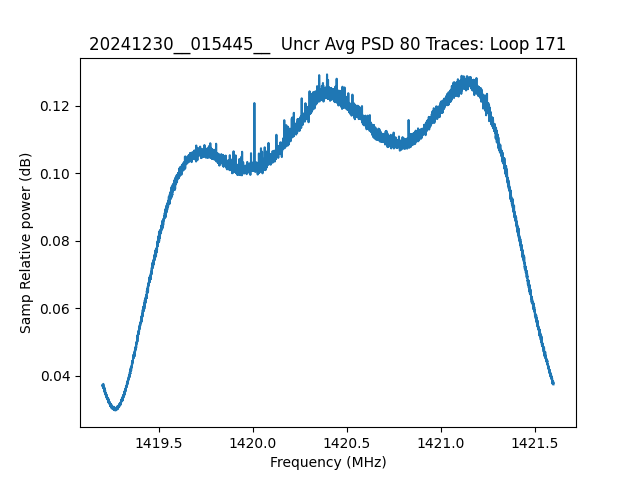 20241230__015445__  Uncr Avg PSD 80 Traces: Loop 171
0.12
0.10
0.08
0.06
0.04
Samp Relative power (dB)
1419.5 1420.0 1420.5 1421.0 1421.5
Frequency (MHz)